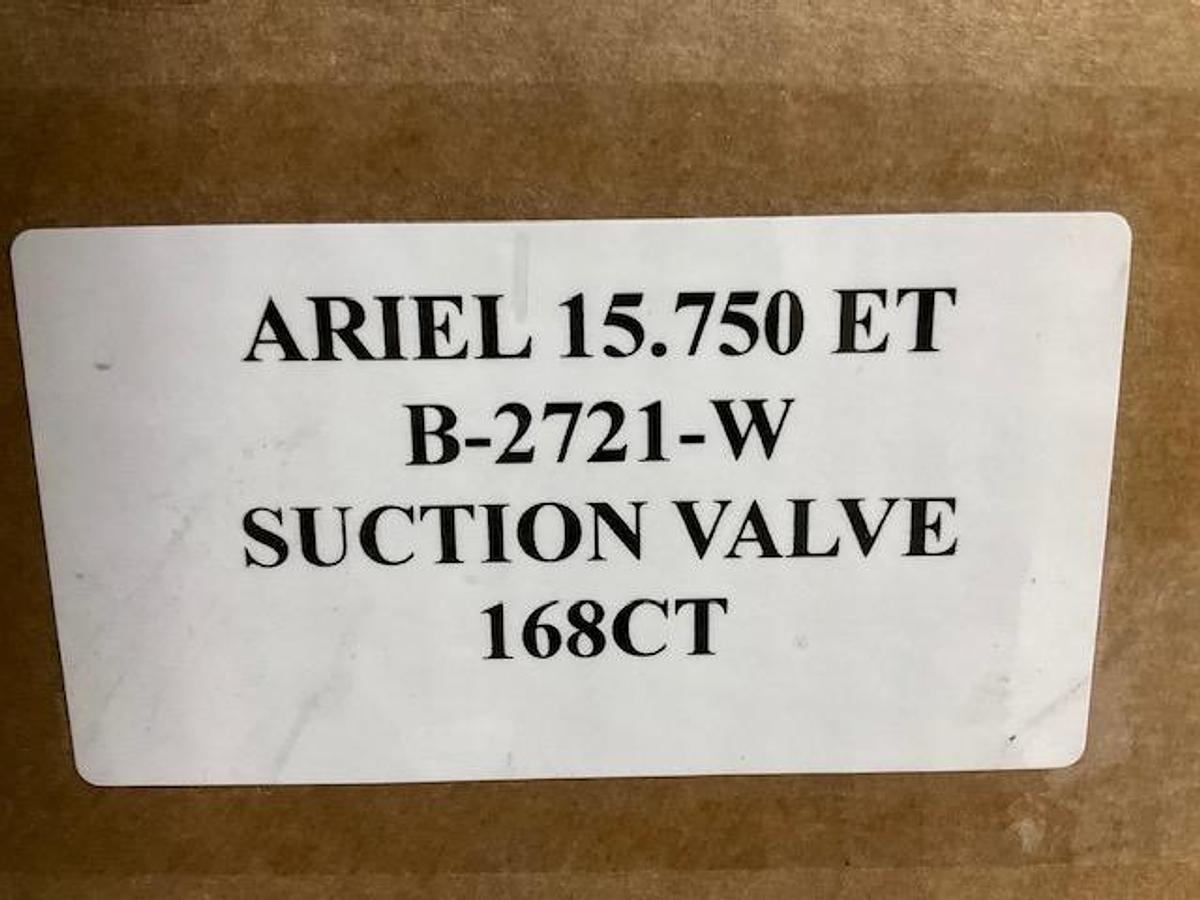 ARIEL 15.750 ET
B-2721-W
SUCTION VALVE
168CT